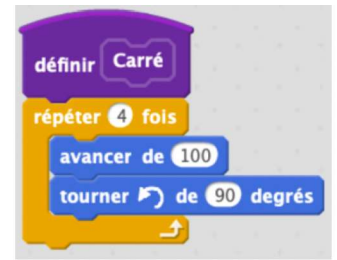 définir Carré
répéter 4 fois
avancer de 100
tourner de 90 degrés